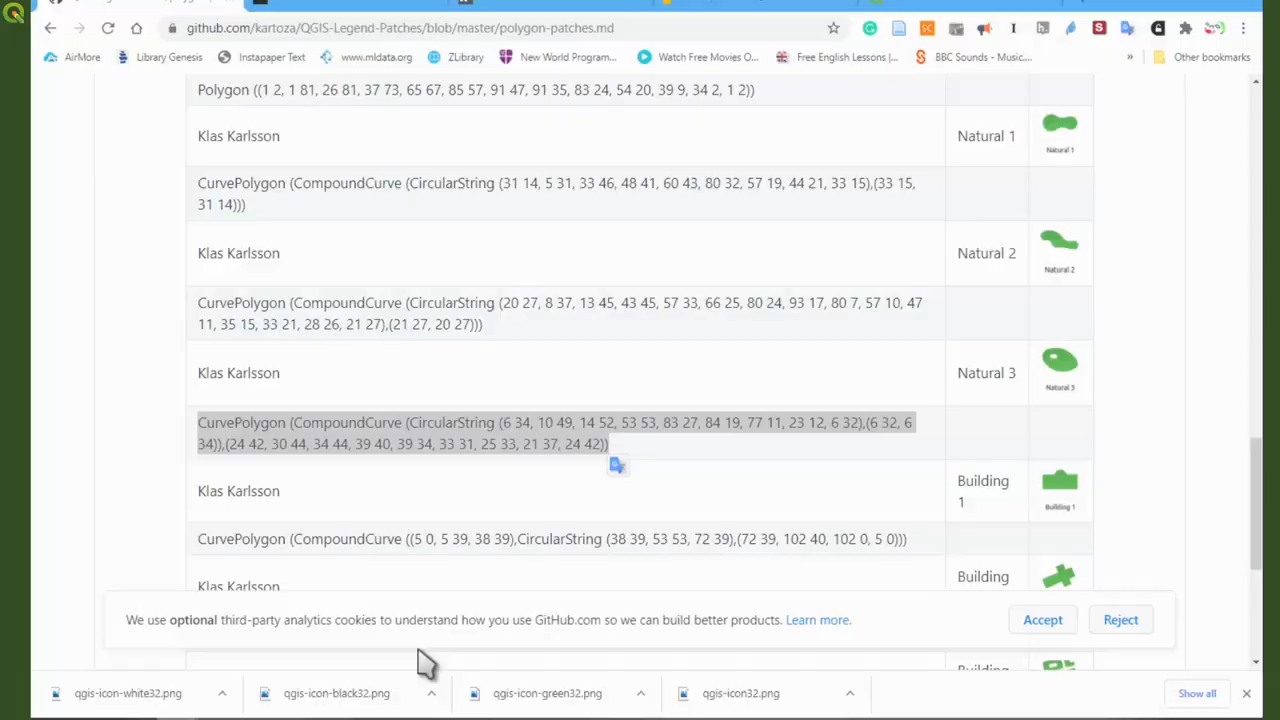 github.com/kartoza/QGIS-Legend-Patches/blob/master/polygon-patches.md
AirMore
Library Genesis
Instapaper Text
www.mldata.org
ZLibrary
New World Program...
Watch Free Movies O...
Free English Lessons |...
BBC Sounds - Music....
»
Other bookmarks
Polygon ((1 2, 1 81, 26 81, 37 73, 65 67, 85 57, 91 47, 91 35, 83 24, 54 20, 39 9, 34 2, 1 2))
Klas Karlsson
Natural 1
Natural 1
CurvePolygon (CompoundCurve (CircularString (31 14, 5 31, 33 46, 48 41, 60 43, 80 32, 57 19, 44 21, 33 15),(33 15,
31 14)))
Klas Karlsson
Natural 2
Natural 2
CurvePolygon (CompoundCurve (CircularString (20 27, 8 37, 13 45, 43 45, 57 33, 66 25, 80 24, 93 17, 80 7, 57 10, 47
11, 35 15, 33 21, 28 26, 21 27),(21 27, 20 27)))
Klas Karlsson
Natural 3
Natural 3
CurvePolygon (CompoundCurve (CircularString (6 34, 10 49, 14 52, 53 53, 83 27, 84 19, 77 11, 23 12, 6 32),(6 32, 6
34)),(24 42, 30 44, 34 44, 39 40, 39 34, 33 31, 25 33, 21 37, 24 42))
Klas Karlsson
Building
1
Building 1
CurvePolygon (CompoundCurve ((5 0, 5 39, 38 39),CircularString (38 39, 53 53, 72 39),(72 39, 102 40, 102 0, 5 0)))
Klas Karlsson
Building
We use optional third-party analytics cookies to understand how you use GitHub.com so we can build better products. Learn more.
Accept
Reject
Building
qgis-icon-white32.png
qgis-icon-black32.png
qgis-icon-green32.png
qgis-icon32.png
Show all